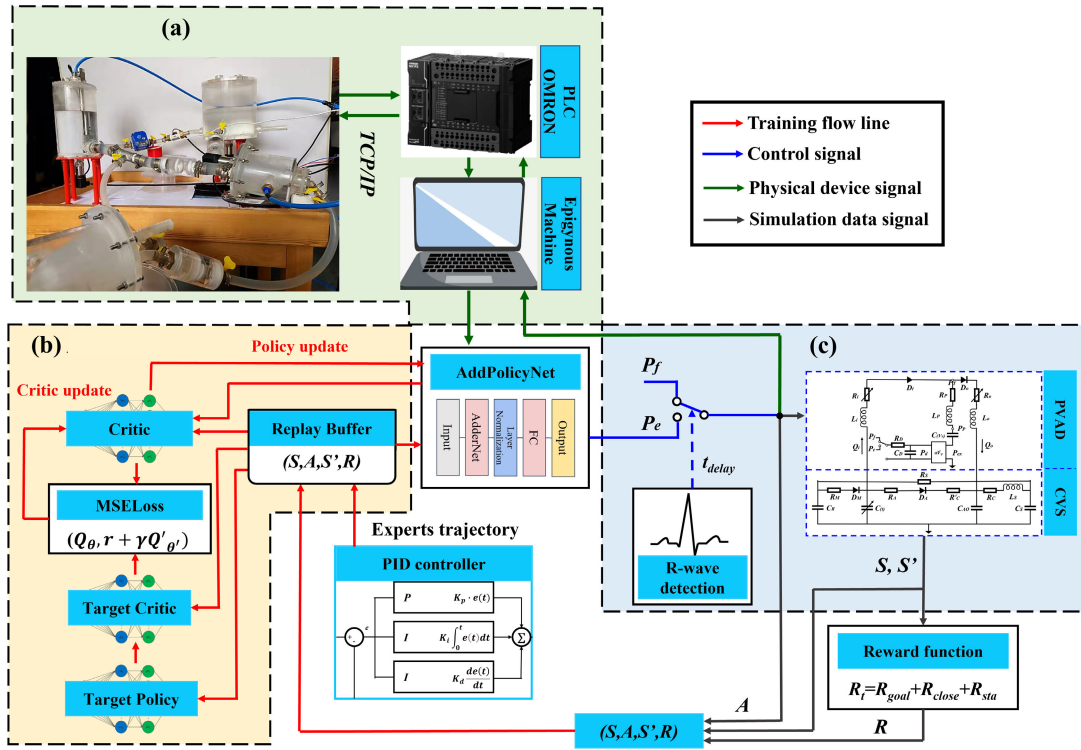 (a)
PLC
OMRON
TCP/IP
Epigynous
Machine
Training flow line
Control signal
Physical device signal
Simulation data signal
(b)
Policy update
Critic update
Critic
MSELoss
(Qθ, r + γQ'θ')
Target Critic
Target Policy
Replay Buffer
(S,A,S',R)
AddPolicyNet
Input
AdderNet
Layer
Normalization
FC
Output
Experts trajectory
PID controller
P Kp · e(t)
I Ki ∫0t e(t)dt
I Kd de(t)/dt
e
+
-
Σ
(c)
Pf
Pe
tdelay
R-wave
detection
PVAD
CVS
S, S'
Reward function
Rt=Rgoal+Rclose+Rsta
R
A
(S,A,S',R)